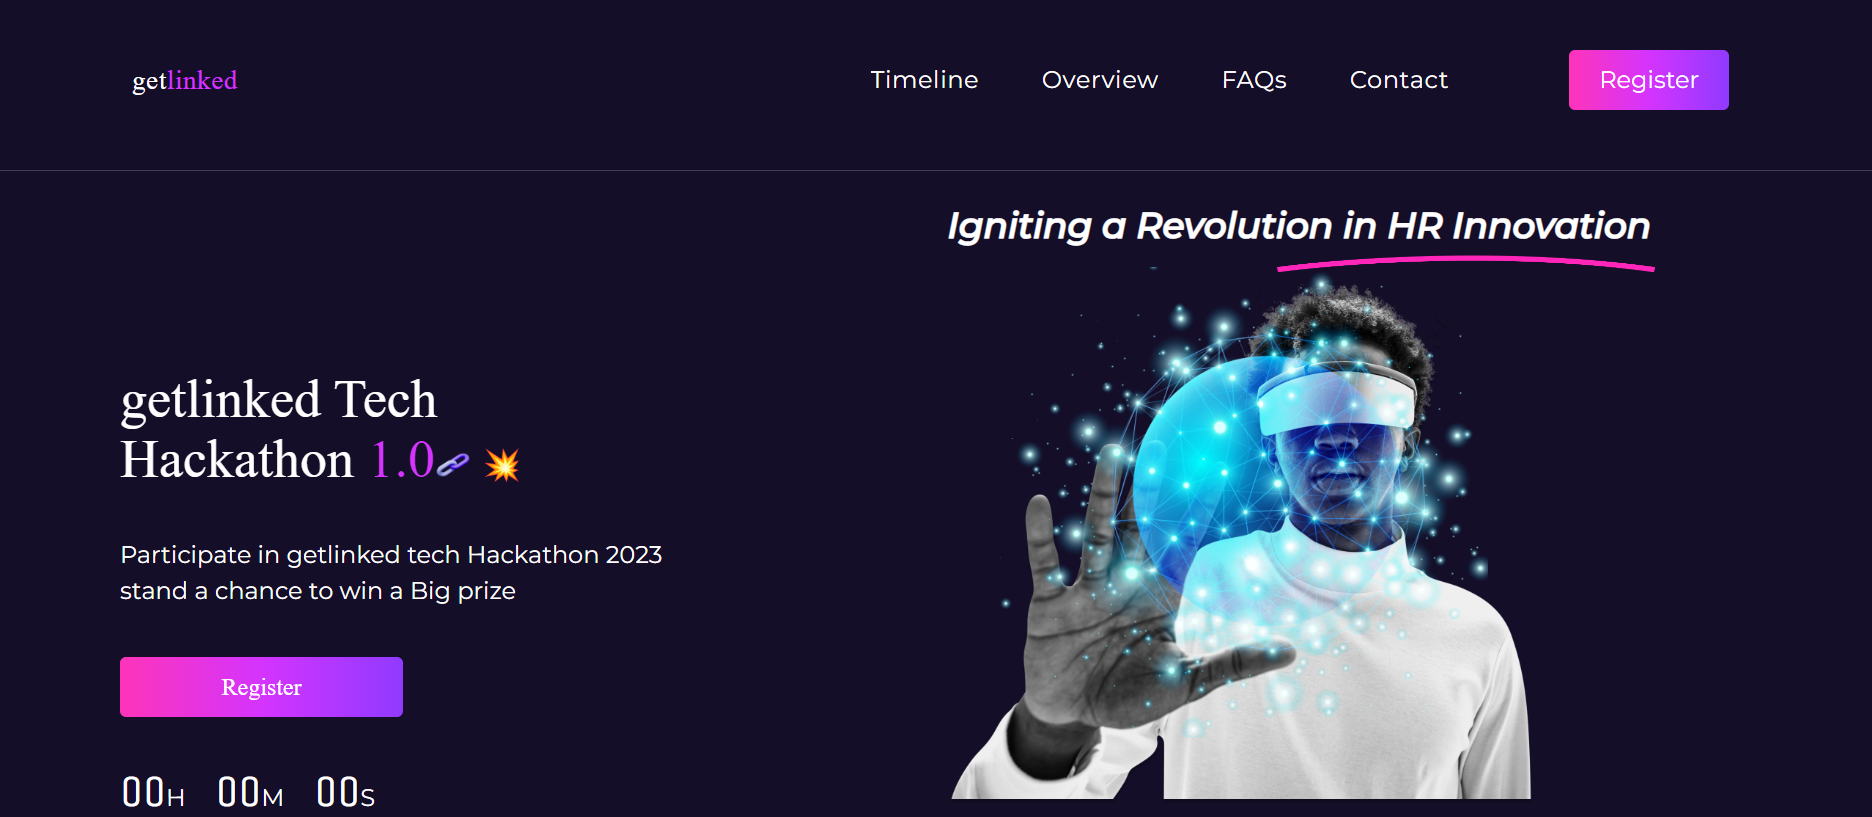 getlinked
Timeline Overview FAQs Contact Register
Igniting a Revolution in HR Innovation
getlinked Tech
Hackathon 1.0🔗 💥
Participate in getlinked tech Hackathon 2023
stand a chance to win a Big prize
Register
00H 00M 00S